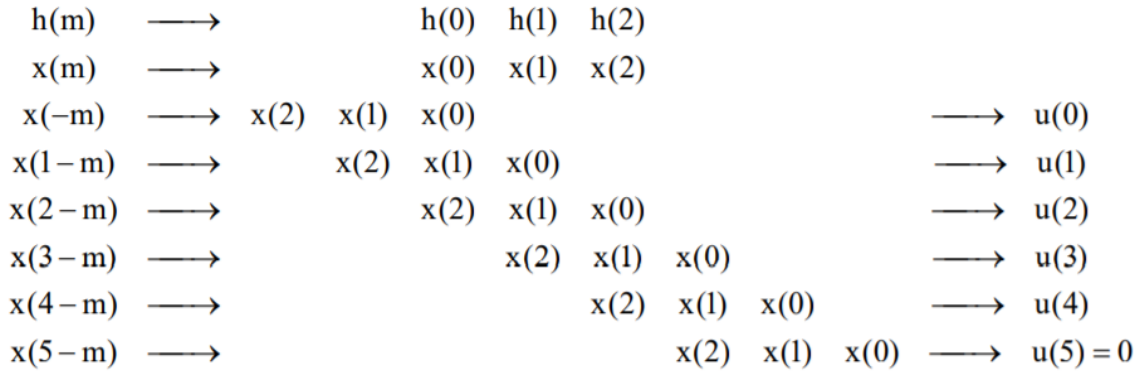 h(m) ⟶ h(0) h(1) h(2)
x(m) ⟶ x(0) x(1) x(2)
x(−m) ⟶ x(2) x(1) x(0) ⟶ u(0)
x(1−m) ⟶ x(2) x(1) x(0) ⟶ u(1)
x(2−m) ⟶ x(2) x(1) x(0) ⟶ u(2)
x(3−m) ⟶ x(2) x(1) x(0) ⟶ u(3)
x(4−m) ⟶ x(2) x(1) x(0) ⟶ u(4)
x(5−m) ⟶ x(2) x(1) x(0) ⟶ u(5) = 0